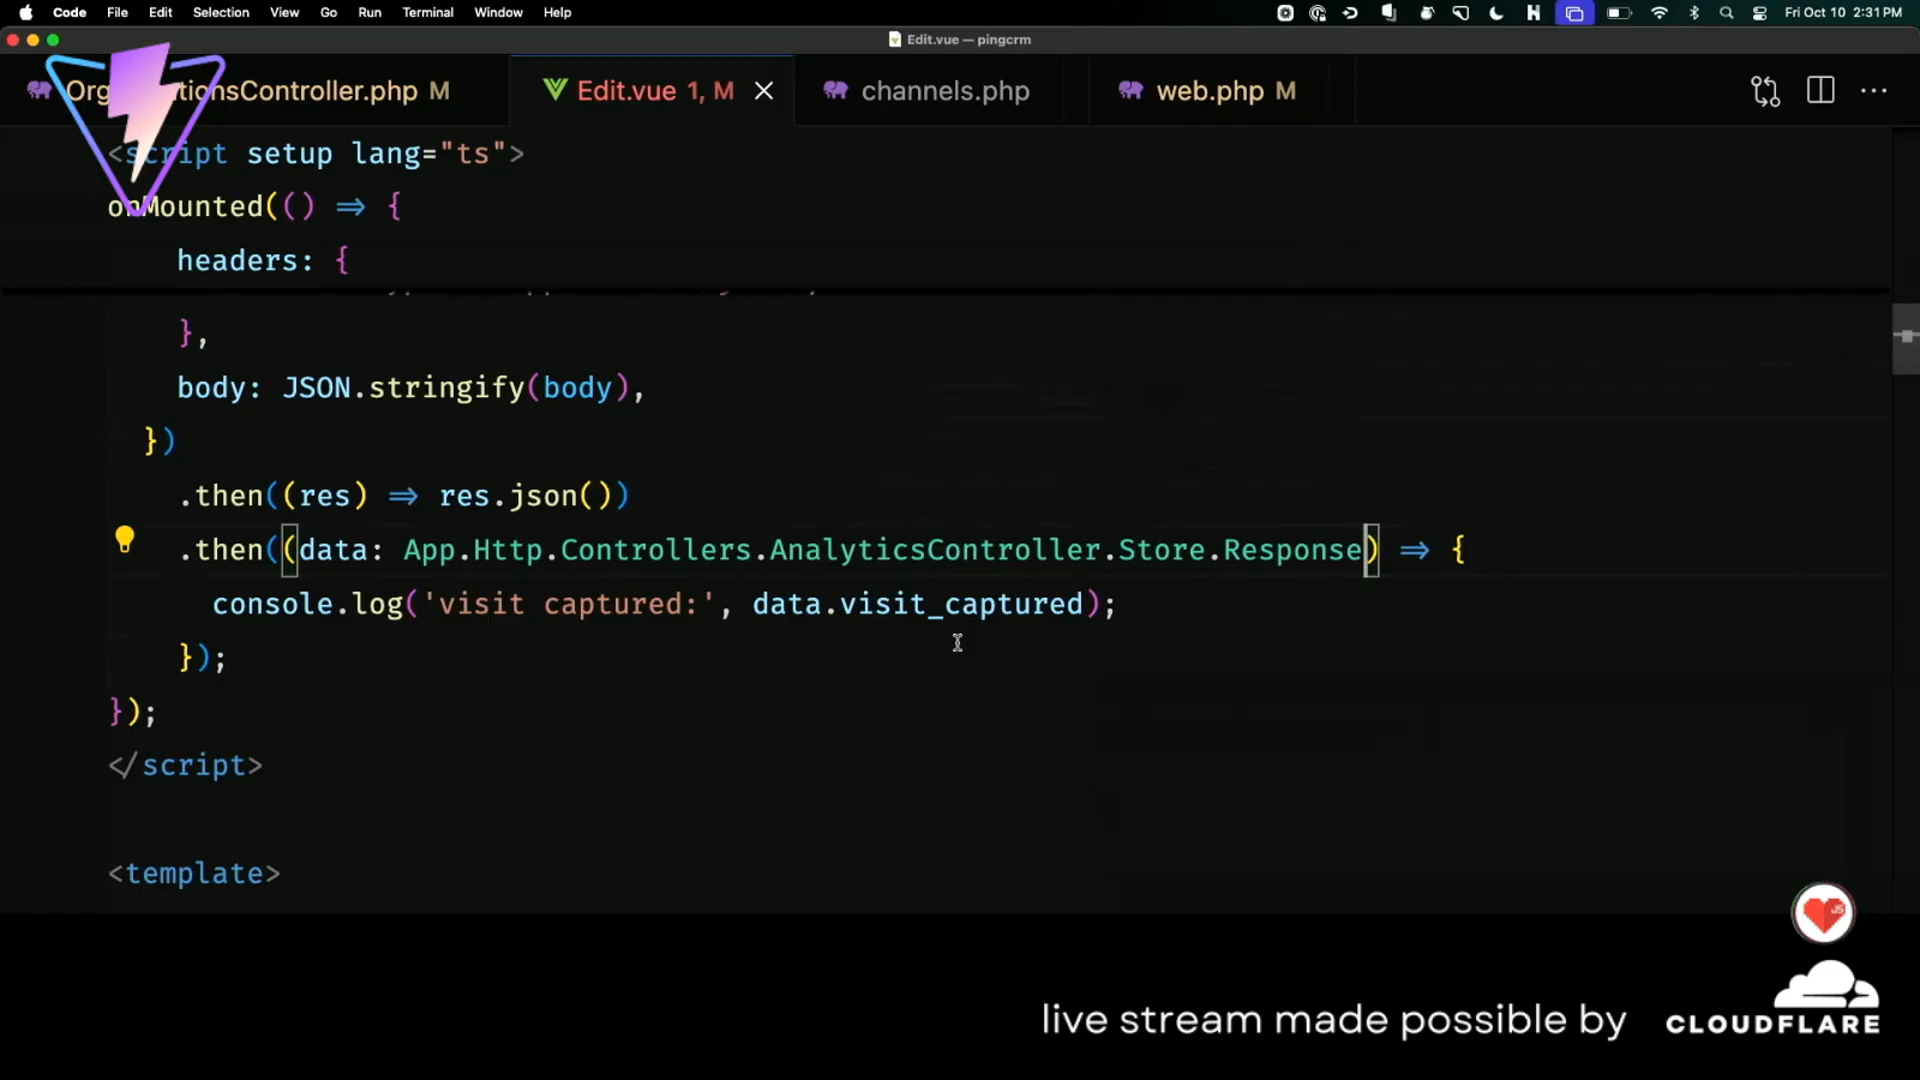 Code File Edit Selection View Go Run Terminal Window Help Fri Oct 10 2:31 PM
Edit.vue — pingcrm
tionsController.php M Edit.vue 1, M channels.php web.php M
<script setup lang="ts">
onMounted(() => {
headers: {
},
body: JSON.stringify(body),
})
.then((res) => res.json())
.then((data: App.Http.Controllers.AnalyticsController.Store.Response) => {
console.log('visit captured:', data.visit_captured);
});
});
</script>
<template>
JS
live stream made possible by CLOUDFLARE